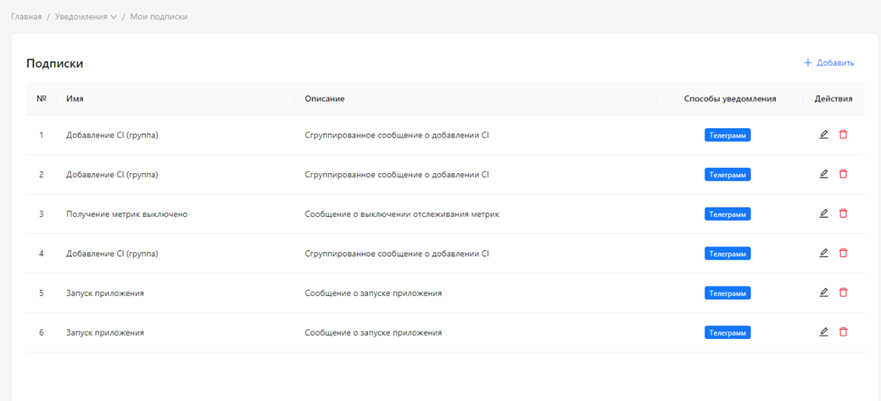 Главная / Уведомления / Мои подписки
Подписки
+ Добавить
№ Имя Описание Способы уведомления Действия
1 Добавление CI (группа) Сгруппированное сообщение о добавлении CI Телеграмм
2 Добавление CI (группа) Сгруппированное сообщение о добавлении CI Телеграмм
3 Получение метрик выключено Сообщение о выключении отслеживания метрик Телеграмм
4 Добавление CI (группа) Сгруппированное сообщение о добавлении CI Телеграмм
5 Запуск приложения Сообщение о запуске приложения Телеграмм
6 Запуск приложения Сообщение о запуске приложения Телеграмм